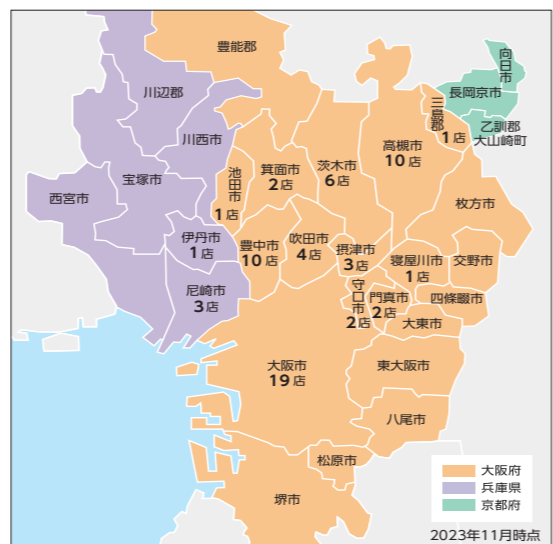 豊能郡
向日市
川辺郡
長岡京市
三島郡
1店
乙訓郡
大山崎町
川西市
高槻市
10店
池田市
1店
箕面市
2店
茨木市
6店
宝塚市
西宮市
枚方市
伊丹市
1店
豊中市
10店
吹田市
4店
摂津市
3店
寝屋川市
1店
交野市
尼崎市
3店
守口市
2店
門真市
2店
四條畷市
大東市
大阪市
19店
東大阪市
八尾市
松原市
堺市
大阪府
兵庫県
京都府
2023年11月時点